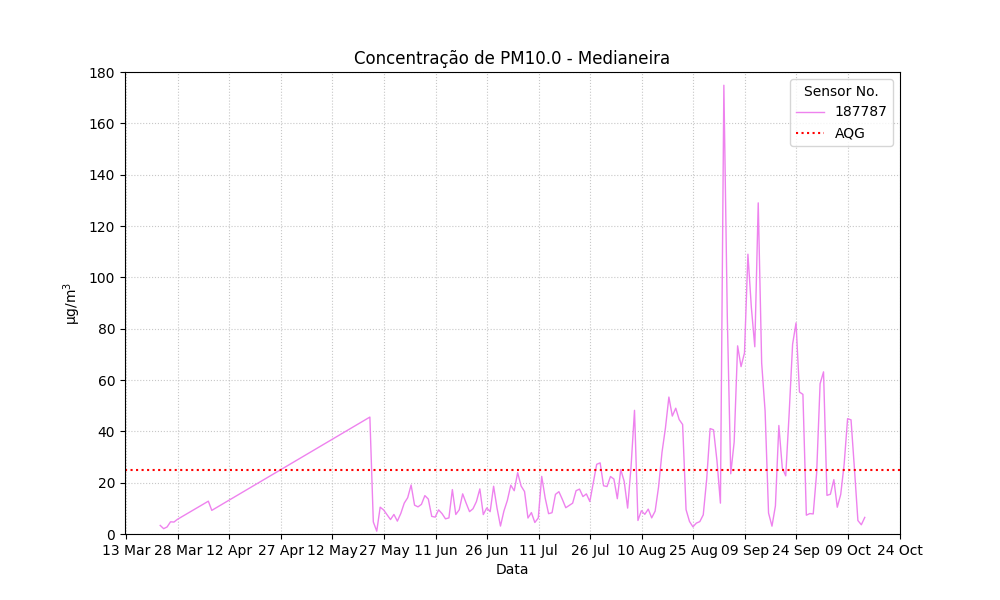 Concentração de PM10.0 - Medianeira
Sensor No.
187787
AQG
180
160
140
120
100
80
60
40
20
0
µg/m³
13 Mar 28 Mar 12 Apr 27 Apr 12 May 27 May 11 Jun 26 Jun 11 Jul 26 Jul 10 Aug 25 Aug 09 Sep 24 Sep 09 Oct 24 Oct
Data